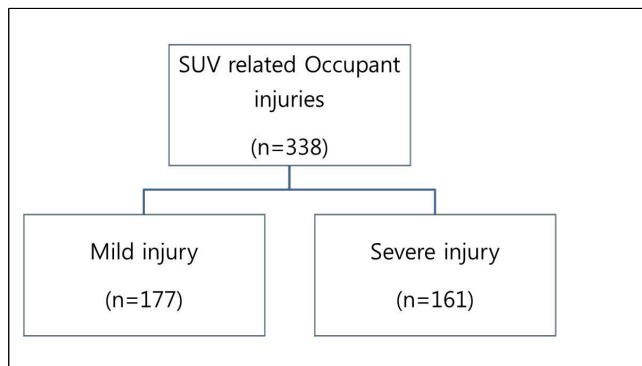 SUV related Occupant
injuries
(n=338)
Mild injury
(n=177)
Severe injury
(n=161)